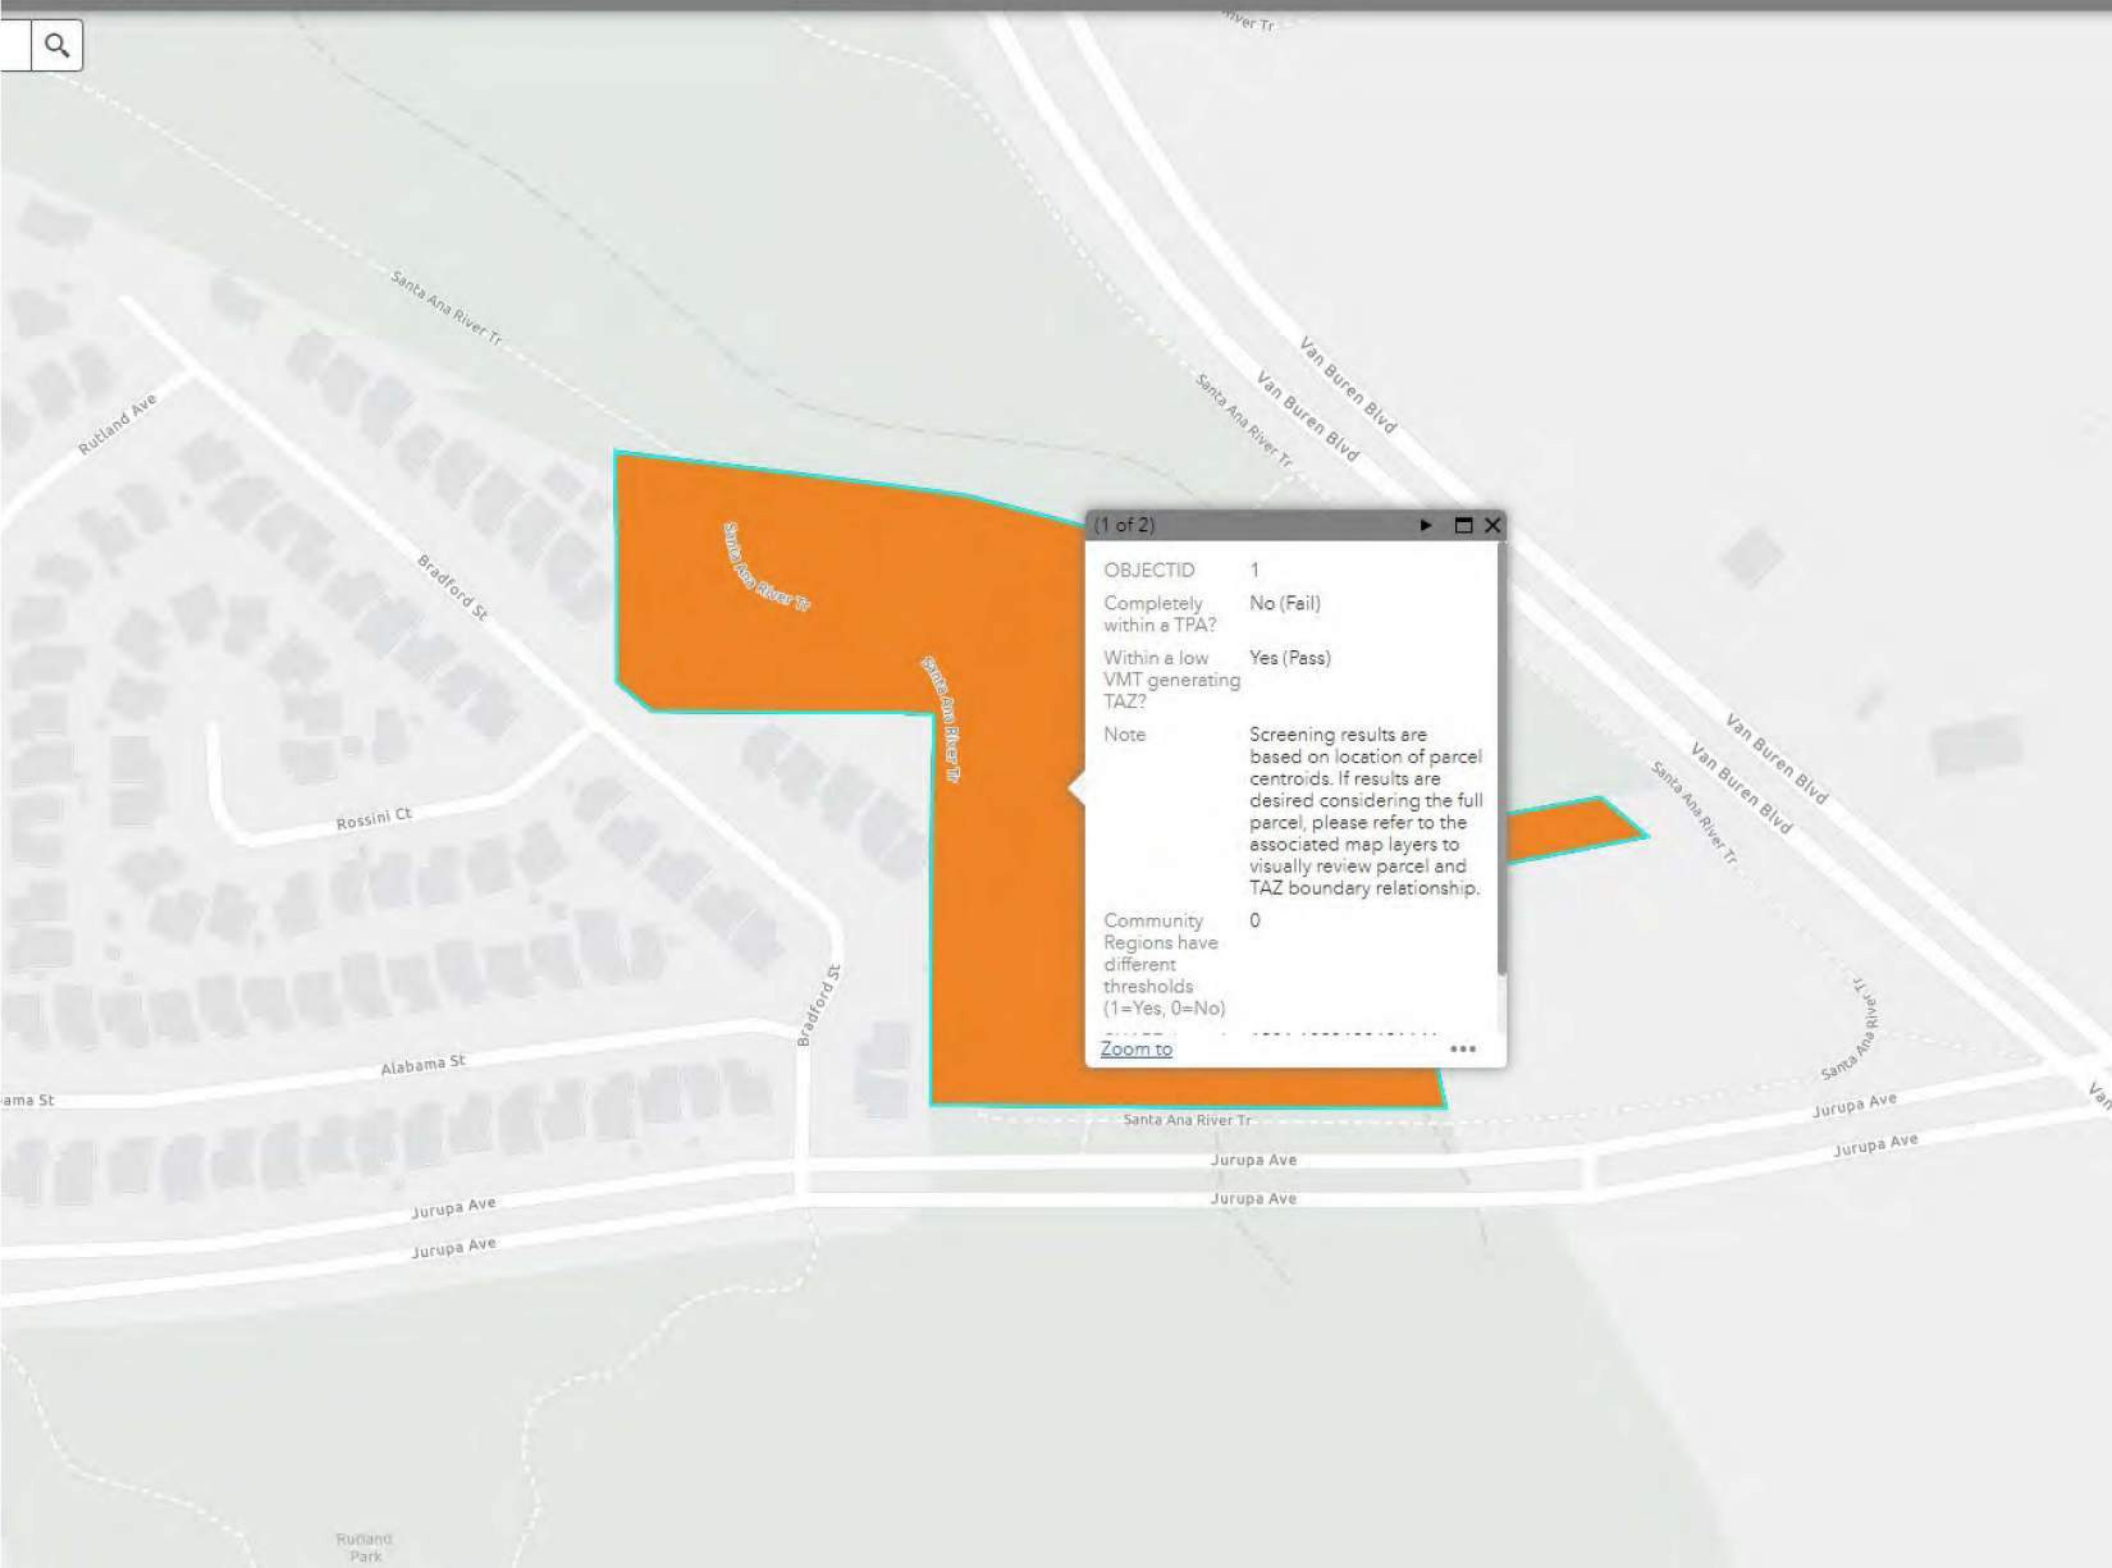 Santa Ana River Tr
Van Buren Blvd
Van Buren Blvd
Santa Ana River Tr
Rutland Ave
Bradford St
Santa Ana River Tr
Santa Ana River Tr
(1 of 2)
OBJECTID 1
Completely No (Fail)
within a TPA?
Within a low Yes (Pass)
VMT generating
TAZ?
Note Screening results are
based on location of parcel
centroids. If results are
desired considering the full
parcel, please refer to the
associated map layers to
visually review parcel and
TAZ boundary relationship.
Community 0
Regions have
different
thresholds
(1=Yes, 0=No)
Zoom to
Van Buren Blvd
Van Buren Blvd
Santa Ana River Tr
Rossini Ct
Bradford St
Santa Ana River Tr
Alabama St
ama St
Santa Ana River Tr
Jurupa Ave
Jurupa Ave
Jurupa Ave
Jurupa Ave
Jurupa Ave
Jurupa Ave
Van
Rutland
Park